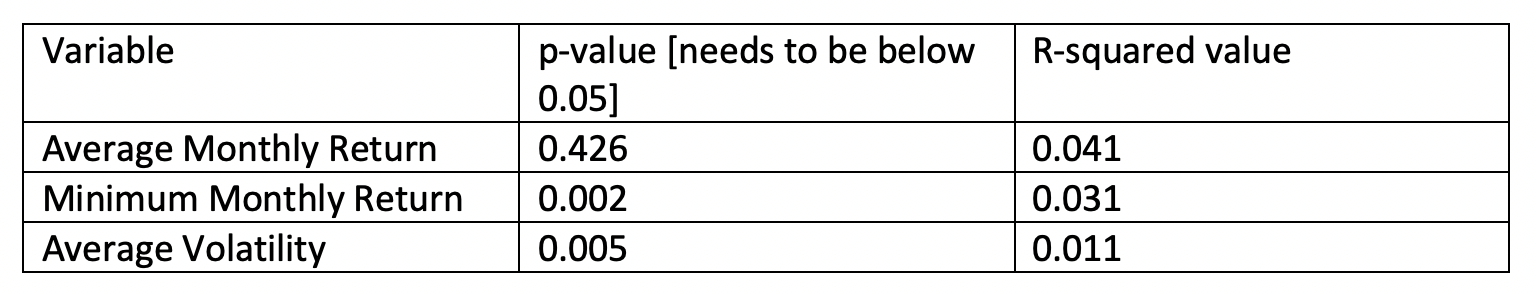 Variable
p-value [needs to be below
0.05]
R-squared value
Average Monthly Return
0.426
0.041
Minimum Monthly Return
0.002
0.031
Average Volatility
0.005
0.011